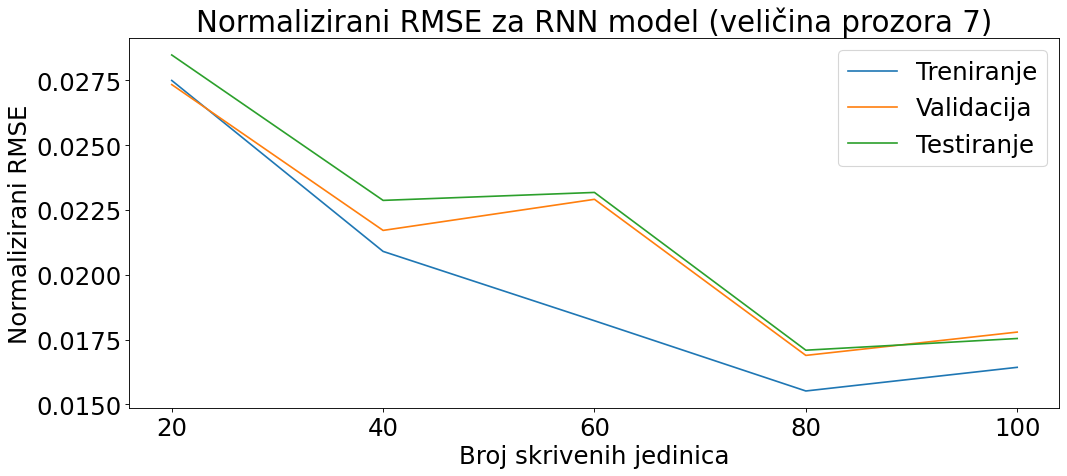 Normalizirani RMSE za RNN model (veličina prozora 7)
Treniranje
Validacija
Testiranje
Normalizirani RMSE
0.0275
0.0250
0.0225
0.0200
0.0175
0.0150
20 40 60 80 100
Broj skrivenih jedinica